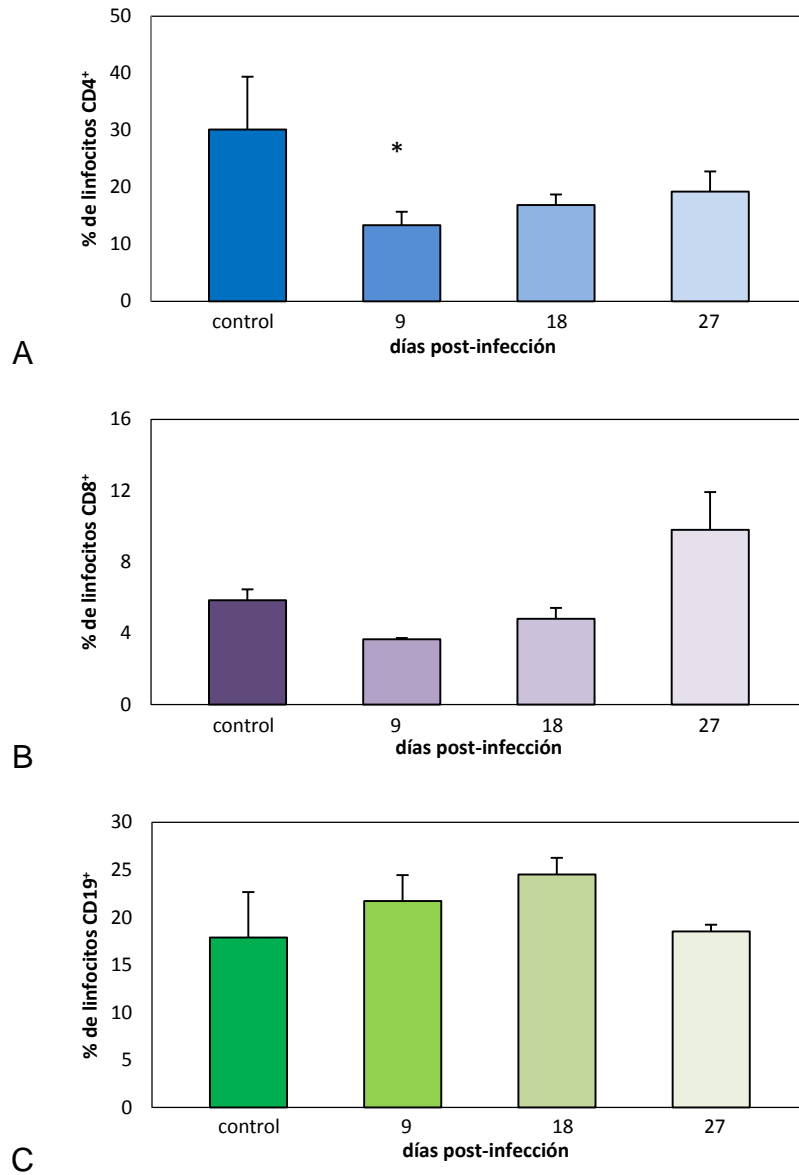 50
40
30
20
10
0
% de linfocitos CD4⁺
*
control 9 18 27
días post-infección
A
16
12
8
4
0
% de linfocitos CD8⁺
control 9 18 27
días post-infección
B
30
25
20
15
10
5
0
% de linfocitos CD19⁺
control 9 18 27
días post-infección
C